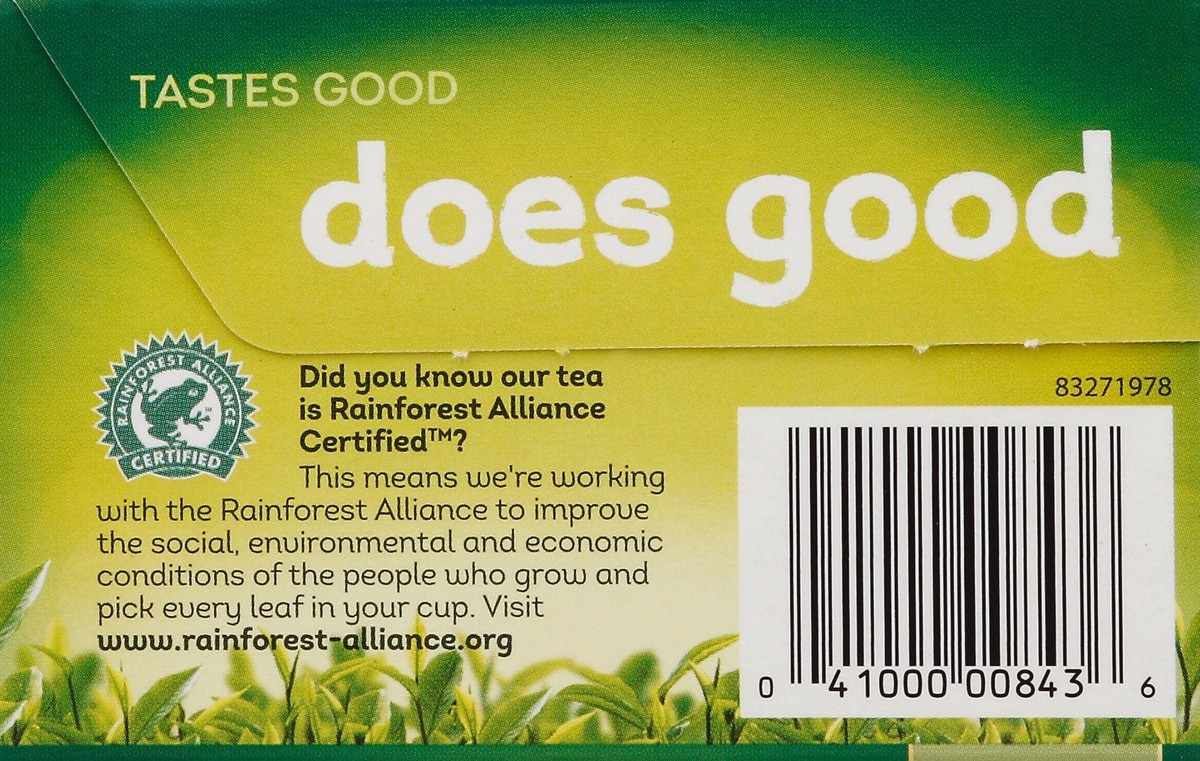 TASTES GOOD
does good
RAINFOREST ALLIANCE
CERTIFIED
Did you know our tea
is Rainforest Alliance
Certified™?
This means we're working
with the Rainforest Alliance to improve
the social, environmental and economic
conditions of the people who grow and
pick every leaf in your cup. Visit
www.rainforest-alliance.org
83271978
0 41000 00843 6